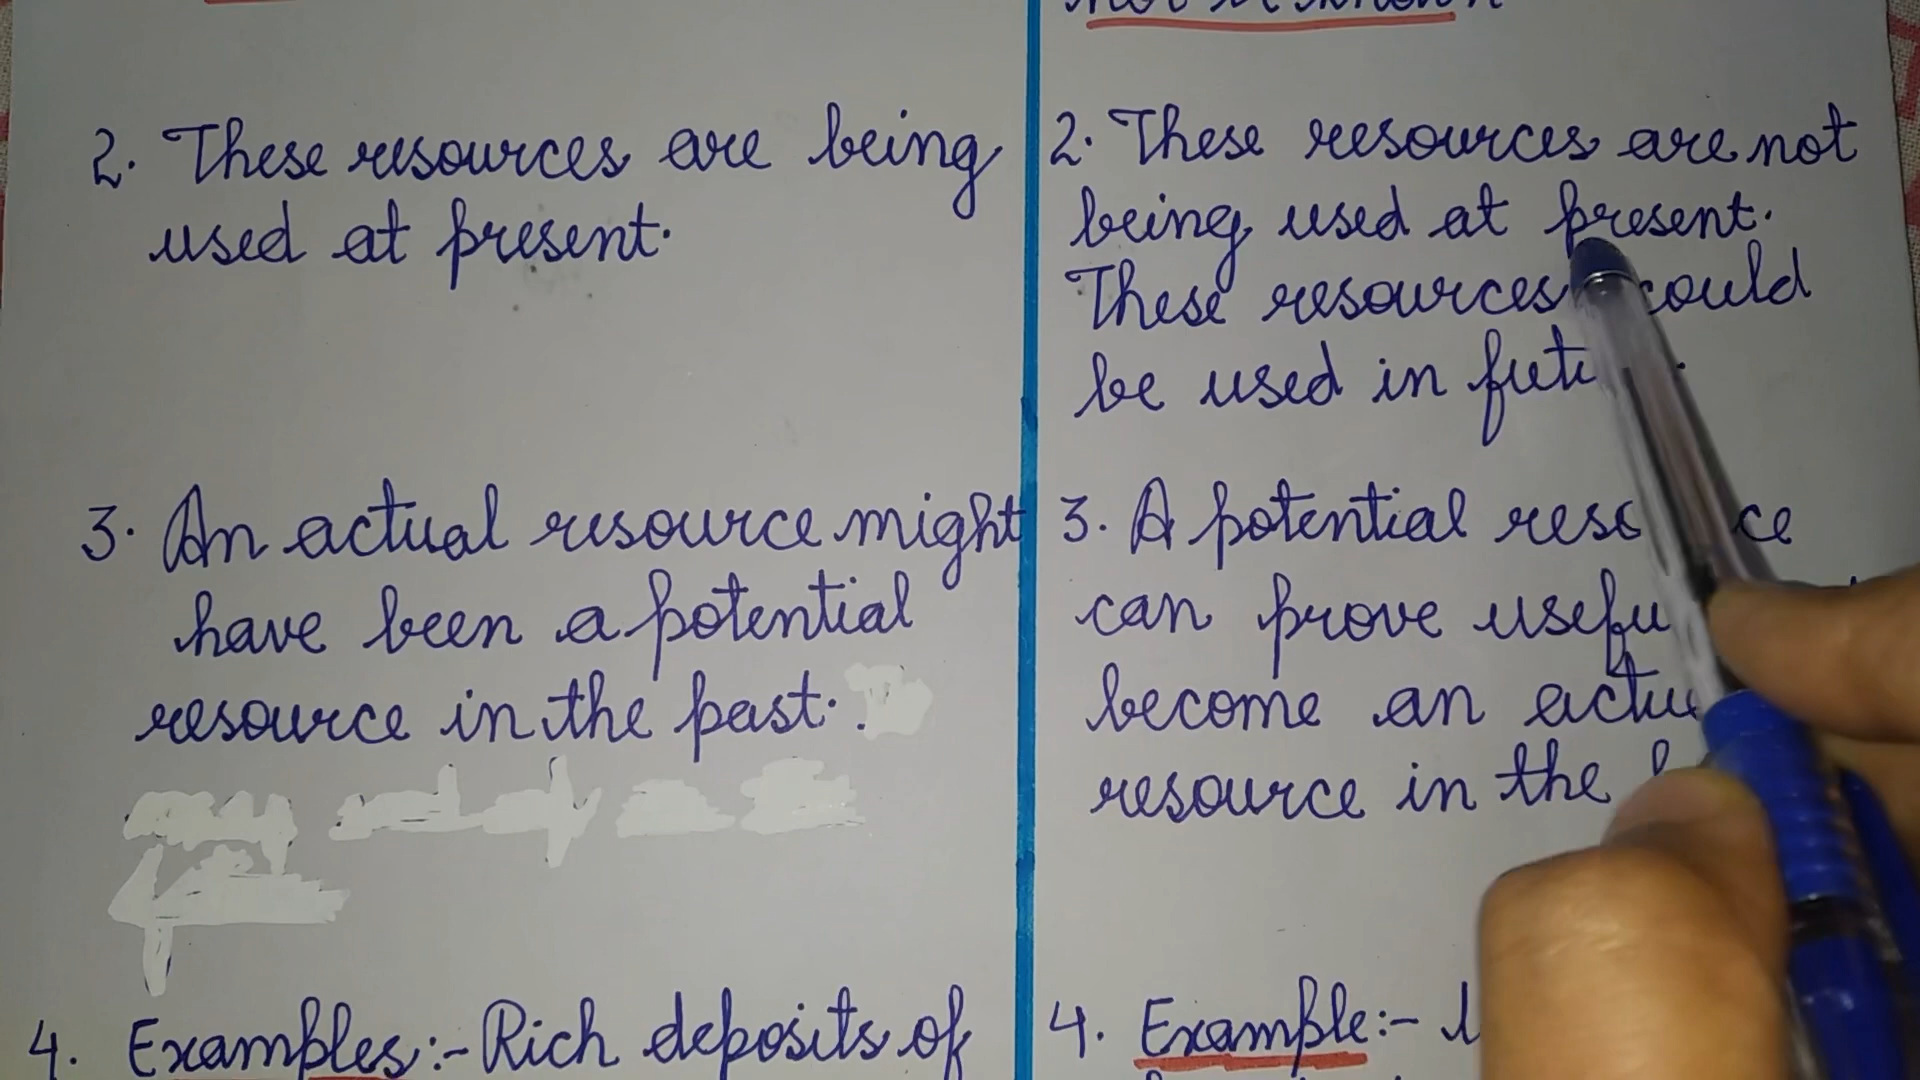 2. These resources are being
used at present.
3. An actual resource might
have been a potential
resource in the past.
4. Examples:- Rich deposits of
2. These resources are not
being used at present.
These resources could
be used in
3. A potential
can prove
become an
resource in the
4. Example:-